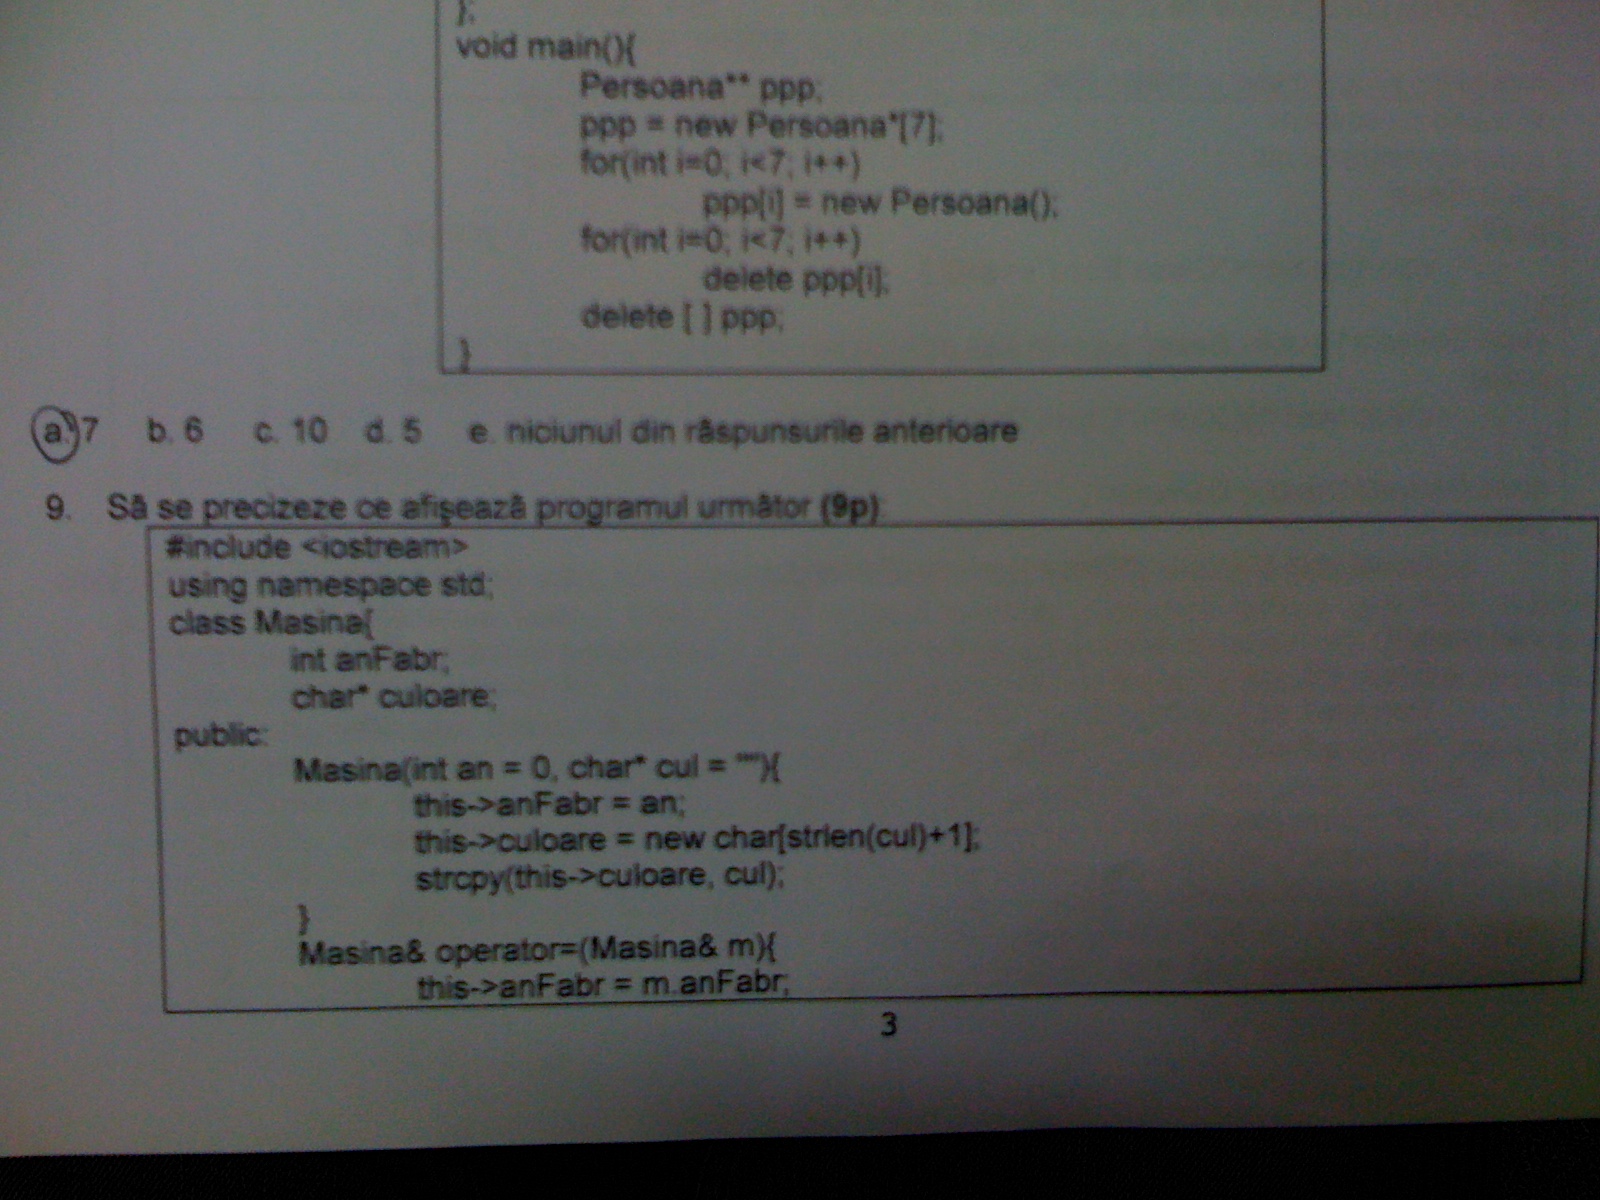 };
void main(){
Persoana** ppp;
ppp = new Persoana*[7];
for(int i=0; i<7; i++)
ppp[i] = new Persoana();
for(int i=0; i<7; i++)
delete ppp[i];
delete [ ] ppp;
}
a. 7 b. 6 c. 10 d. 5 e. niciunul din răspunsurile anterioare
9. Să se precizeze ce afişează programul următor (9p):
#include <iostream>
using namespace std;
class Masina{
int anFabr;
char* culoare;
public:
Masina(int an = 0, char* cul = ""){
this->anFabr = an;
this->culoare = new char[strlen(cul)+1];
strcpy(this->culoare, cul);
}
Masina& operator=(Masina& m){
this->anFabr = m.anFabr;
3